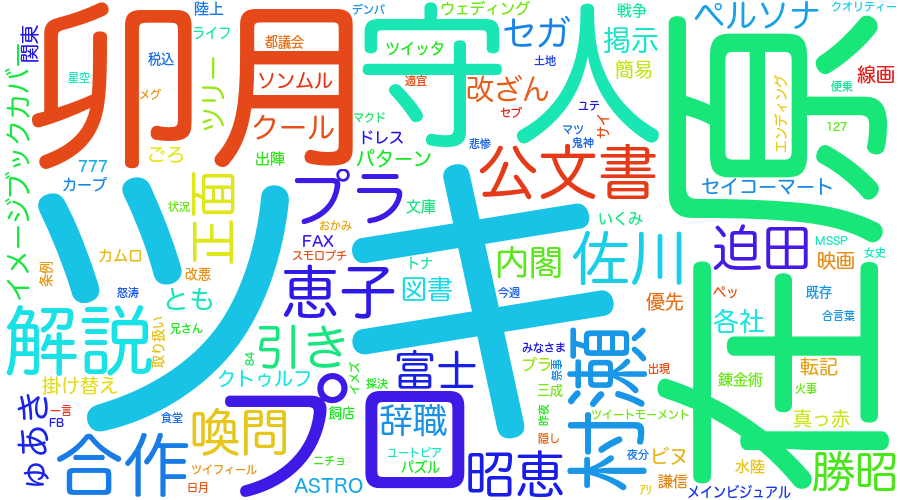 卯月
守人
原
ツキ
プロ
佳
陸上
デンパ
ウェディング
ペルソナ
クオリティー
関東
ライフ
都議会
ツイッタ
セガ
戦争
掲示
星空
税込
ソンムル
適宜
改ざん
土地
簡易
線画
便乗
メグ
ツリー
クール
マクド
セブ
ユテ
サイ
エンディング
127
イメージブックカバー
ごろ
出陣
ドレス
パターン
悲惨
マツ
鬼神
777
カープ
正面
プラ
公文書
セイコーマート
状況
文庫
いくみ
おかみ
FAX
スモロプチ
カムロ
条例
改悪
怒涛
とも
恵子
トナ
図書
今週
内閣
佐川
迫田
MSSP
女史
映画
優先
ペッ
既存
合言葉
各社
解説
取り扱い
兄さん
引き
84
クトゥルフ
イメズ
採決
富士
みなさま
ブラ
祭事
村瀬
出現
転記
錬金術
火事
掛け替え
三成
ゅあき
一言
FB
食堂
喚問
飼店
辞職
昨夜
隠し
ツイートモーメント
真っ赤
合作
ツイフィール
日月
ニチョ
ユートピア
パズル
ASTRO
昭恵
夜分
ビヌ
謙信
アリ
水陸
メインビジュアル
勝昭